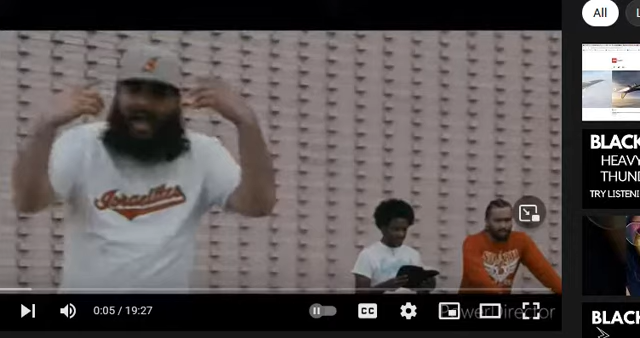 All
Israelites
BLACK
HEAVY
THUND
TRY LISTENI
0:05 / 19:27
CC
PowerDirector
BLACK